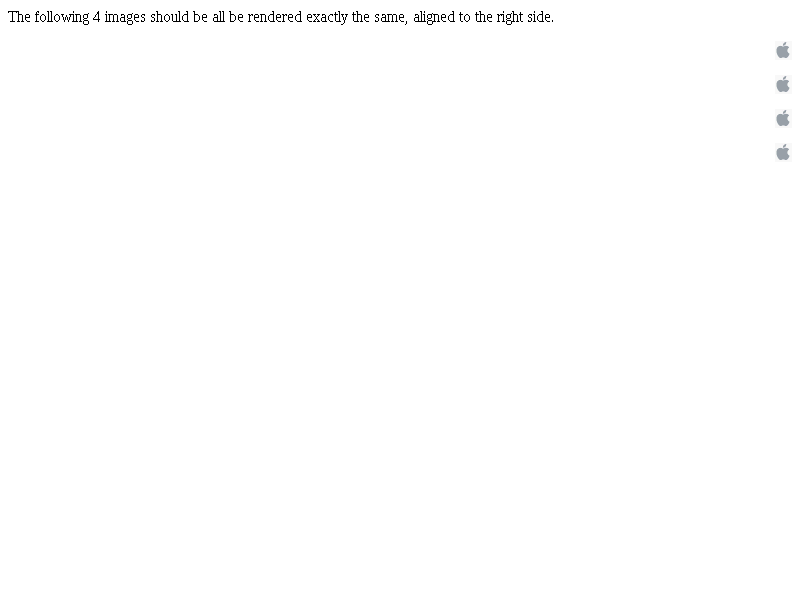 The following 4 images should be all be rendered exactly the same, aligned to the right side.